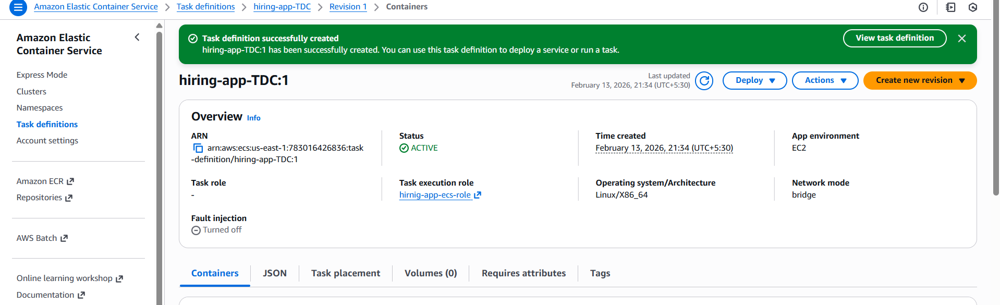 Amazon Elastic Container Service > Task definitions > hiring-app-TDC > Revision 1 > Containers
Amazon Elastic
Container Service
Express Mode
Clusters
Namespaces
Task definitions
Account settings
Amazon ECR
Repositories
AWS Batch
Online learning workshop
Documentation
Task definition successfully created
hiring-app-TDC:1 has been successfully created. You can use this task definition to deploy a service or run a task.
View task definition
hiring-app-TDC:1
Last updated
February 13, 2026, 21:34 (UTC+5:30)
Deploy
Actions
Create new revision
Overview Info
ARN
arn:aws:ecs:us-east-1:783016426836:task
-definition/hiring-app-TDC:1
Status
ACTIVE
Time created
February 13, 2026, 21:34 (UTC+5:30)
App environment
EC2
Task role
-
Task execution role
hirnig-app-ecs-role
Operating system/Architecture
Linux/X86_64
Network mode
bridge
Fault injection
Turned off
Containers
JSON
Task placement
Volumes (0)
Requires attributes
Tags